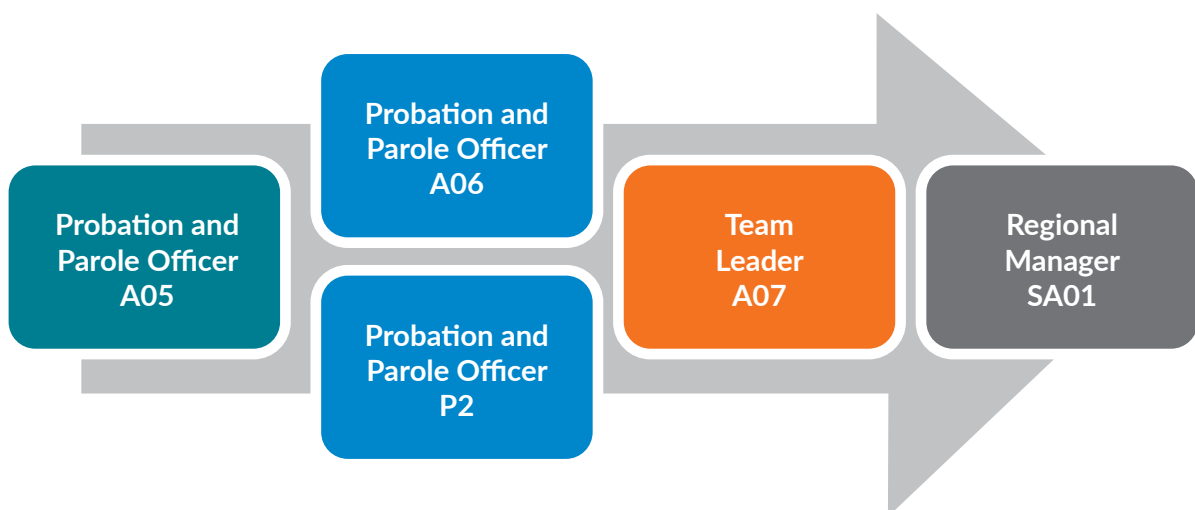 Probation and
Parole Officer
A05
Probation and
Parole Officer
A06
Probation and
Parole Officer
P2
Team
Leader
A07
Regional
Manager
SA01